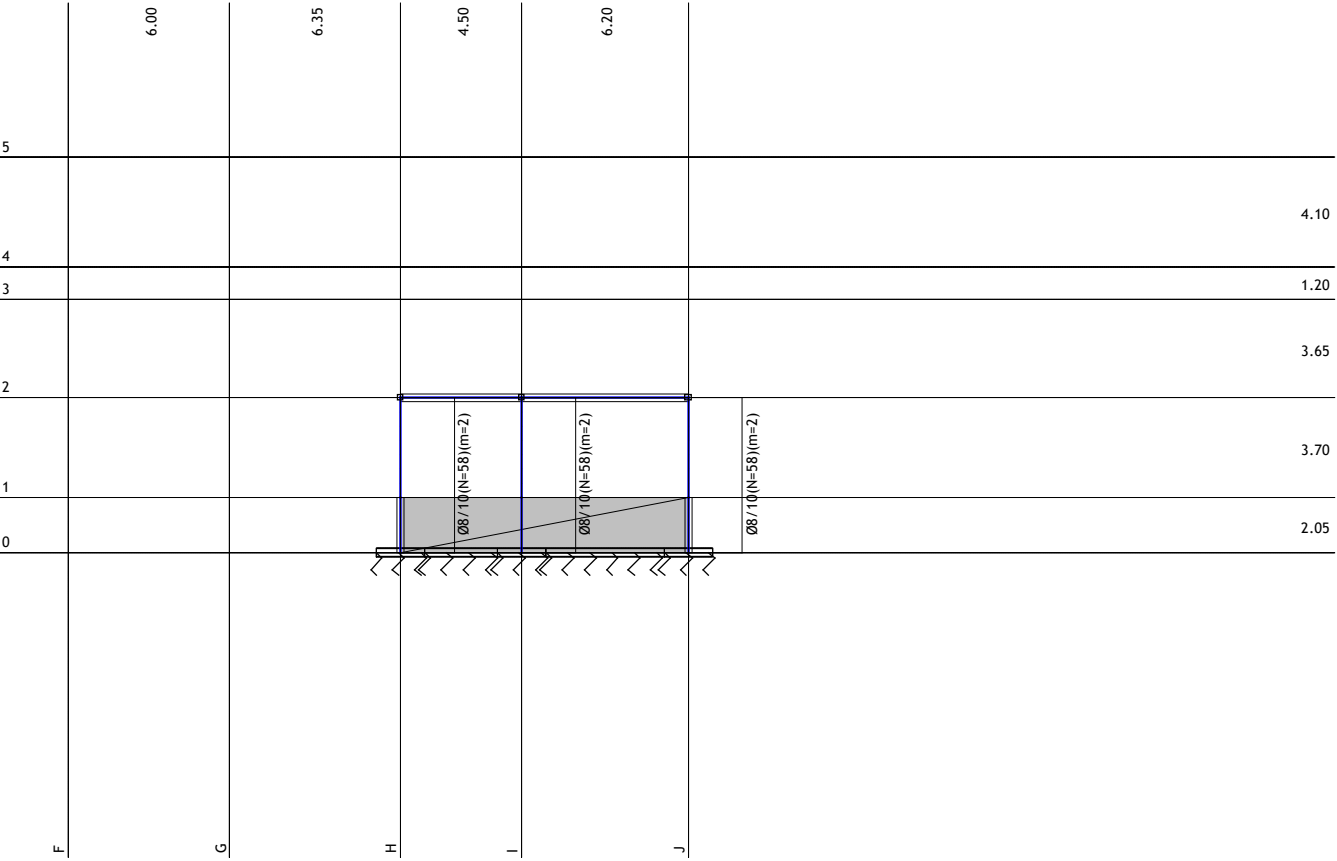 6.00
6.35
4.50
6.20
5
4.10
4
1.20
3
3.65
2
Ø8/10(N=58)(m=2)
Ø8/10(N=58)(m=2)
Ø8/10(N=58)(m=2)
3.70
1
2.05
0
F
G
H
I
J